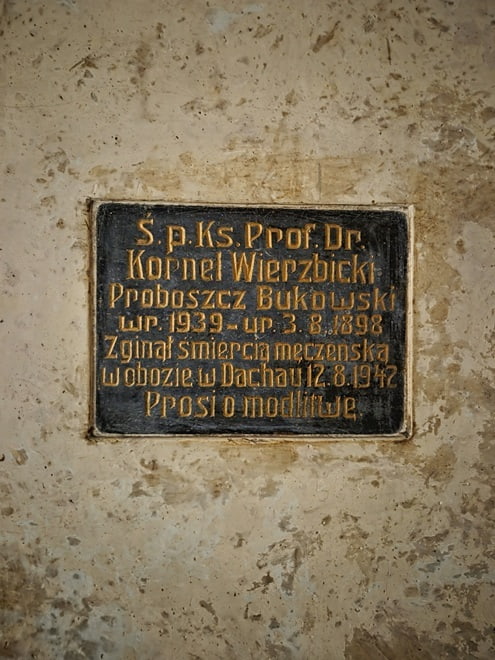 Ś.p.Ks.Prof.Dr.
Kornel Wierzbicki
Proboszcz Bukowski
wr. 1939 - ur. 3. 8. 1898
Zginął śmiercią męczeńską
w obozie w Dachau 12. 8. 1942
Prosi o modlitwę